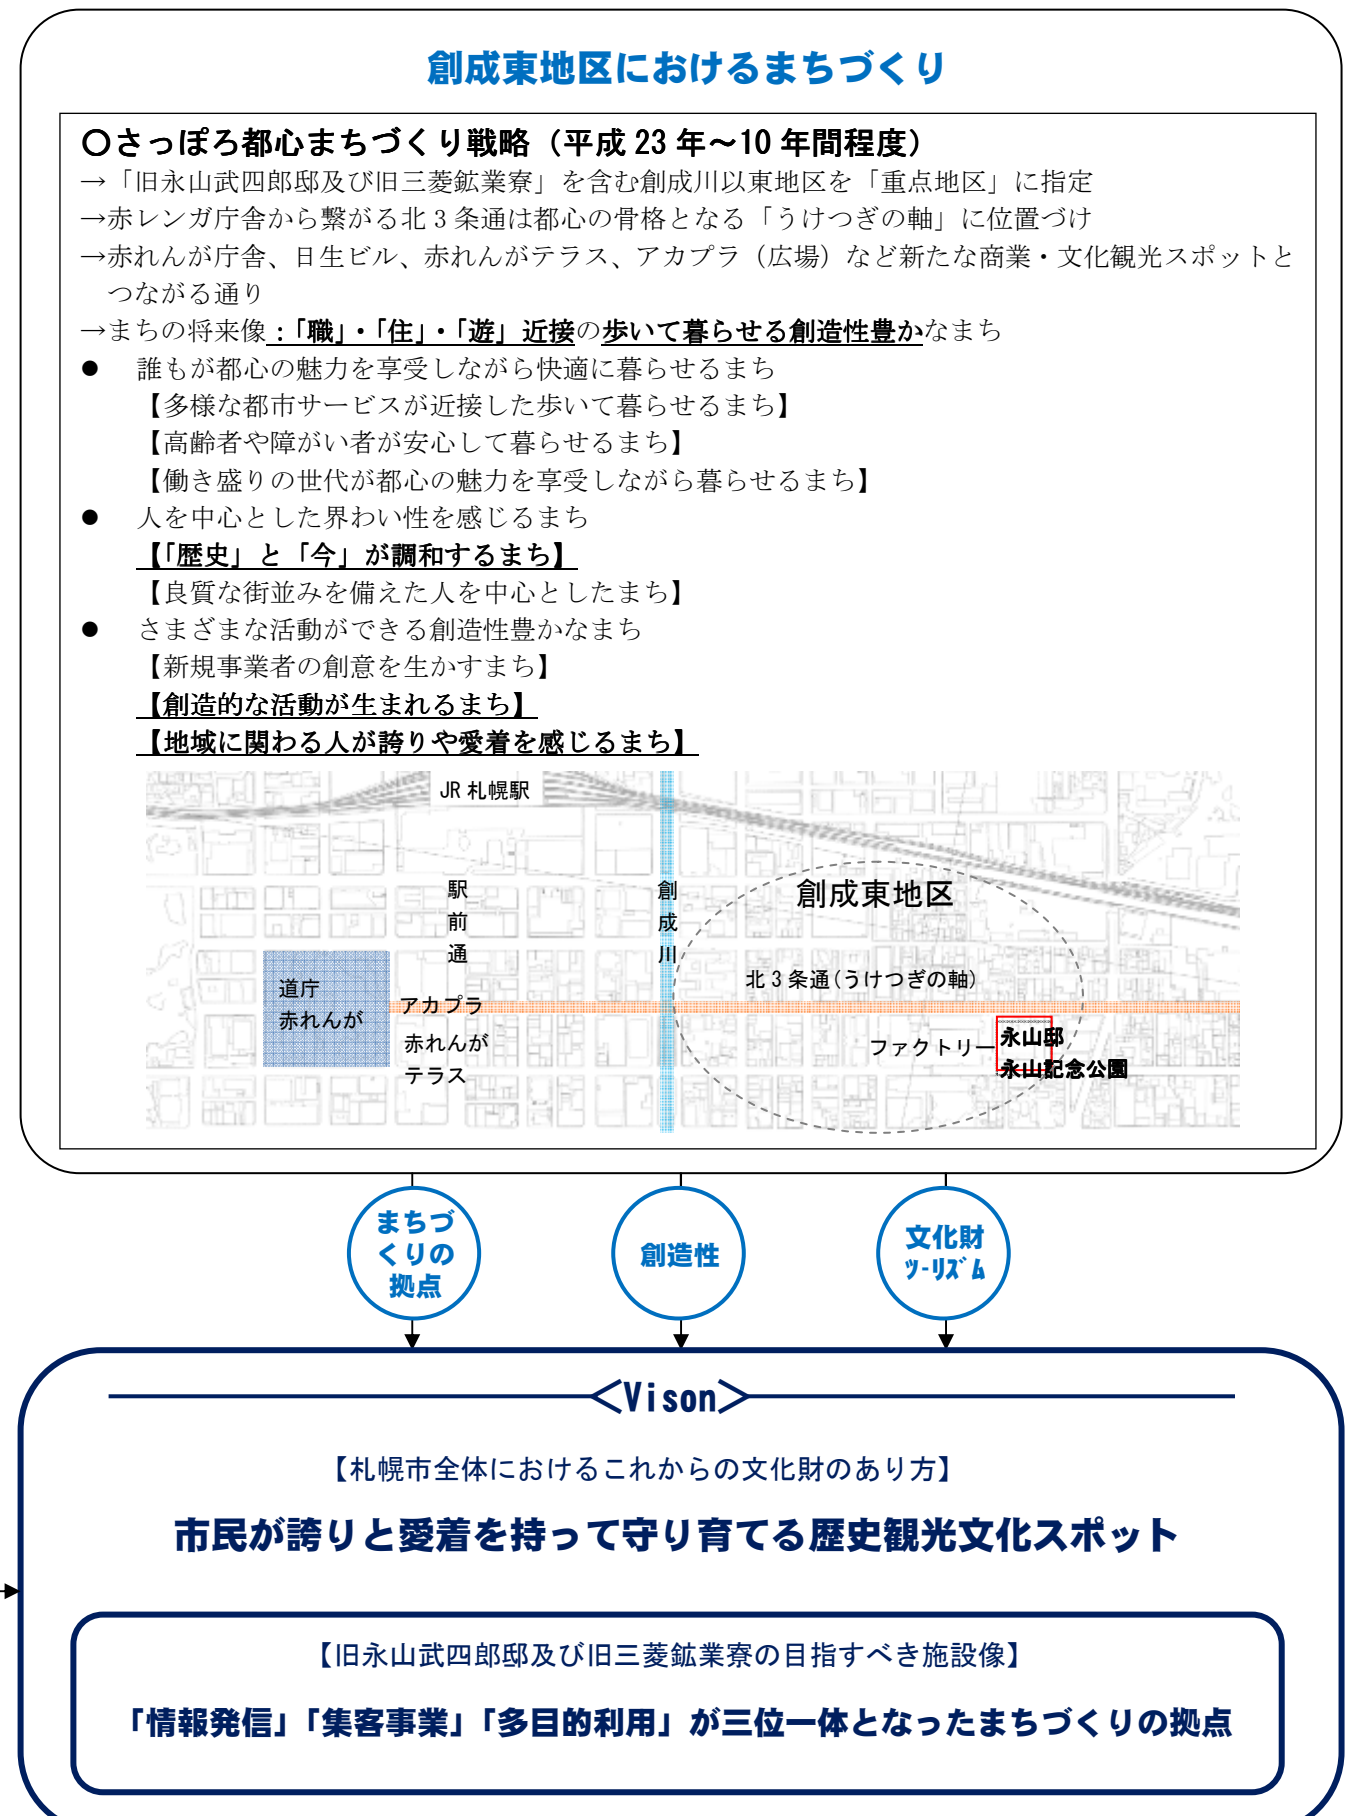 創成東地区におけるまちづくり
○さっぽろ都心まちづくり戦略（平成 23 年～10 年間程度）
→「旧永山武四郎邸及び旧三菱鉱業寮」を含む創成川以東地区を「重点地区」に指定
→赤レンガ庁舎から繋がる北 3 条通は都心の骨格となる「うけつぎの軸」に位置づけ
→赤れんが庁舎、日生ビル、赤れんがテラス、アカプラ（広場）など新たな商業・文化観光スポットと
つながる通り
→まちの将来像：「職」・「住」・「遊」近接の歩いて暮らせる創造性豊かなまち
● 誰もが都心の魅力を享受しながら快適に暮らせるまち
【多様な都市サービスが近接した歩いて暮らせるまち】
【高齢者や障がい者が安心して暮らせるまち】
【働き盛りの世代が都心の魅力を享受しながら暮らせるまち】
● 人を中心とした界わい性を感じるまち
【「歴史」と「今」が調和するまち】
【良質な街並みを備えた人を中心としたまち】
● さまざまな活動ができる創造性豊かなまち
【新規事業者の創意を生かすまち】
【創造的な活動が生まれるまち】
【地域に関わる人が誇りや愛着を感じるまち】
JR 札幌駅
駅前通
創成川
創成東地区
北 3 条通(うけつぎの軸)
道庁
赤れんが
アカプラ
赤れんが
テラス
ファクトリー
永山邸
永山記念公園
まちづ
くりの
拠点
創造性
文化財
ﾂｰﾘｽﾞﾑ
＜Vison＞
【札幌市全体におけるこれからの文化財のあり方】
市民が誇りと愛着を持って守り育てる歴史観光文化スポット
【旧永山武四郎邸及び旧三菱鉱業寮の目指すべき施設像】
「情報発信」「集客事業」「多目的利用」が三位一体となったまちづくりの拠点